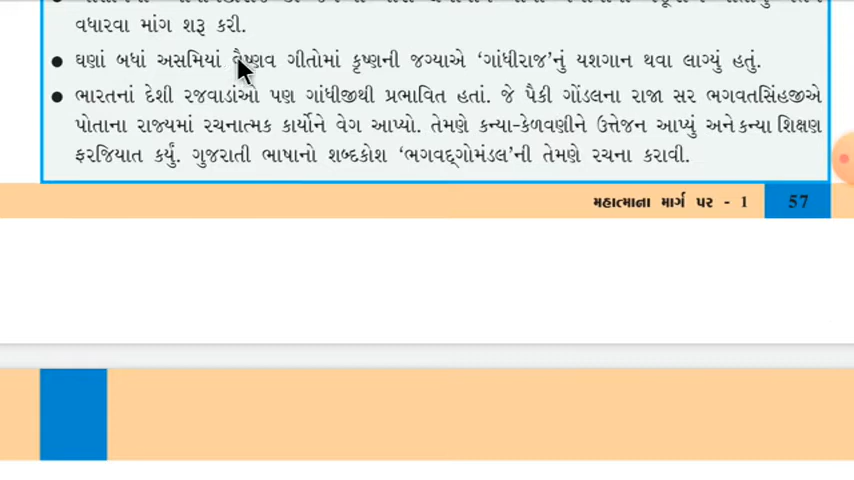 વધારવા માંગ શરૂ કરી.
● ઘણાં બધાં અસમિયાં વૈષ્ણવ ગીતોમાં કૃષ્ણની જગ્યાએ ‘ગાંધીરાજ’નું યશગાન થવા લાગ્યું હતું.
● ભારતનાં દેશી રજવાડાંઓ પણ ગાંધીજીથી પ્રભાવિત હતાં. જે પૈકી ગોંડલના રાજા સર ભગવતસિંહજીએ
પોતાના રાજ્યમાં રચનાત્મક કાર્યોને વેગ આપ્યો. તેમણે કન્યા-કેળવણીને ઉત્તેજન આપ્યું અને કન્યા શિક્ષણ
ફરજિયાત કર્યું. ગુજરાતી ભાષાનો શબ્દકોશ ‘ભગવદ્ગોમંડલ’ની તેમણે રચના કરાવી.
મહાત્માના માર્ગ પર - 1 57